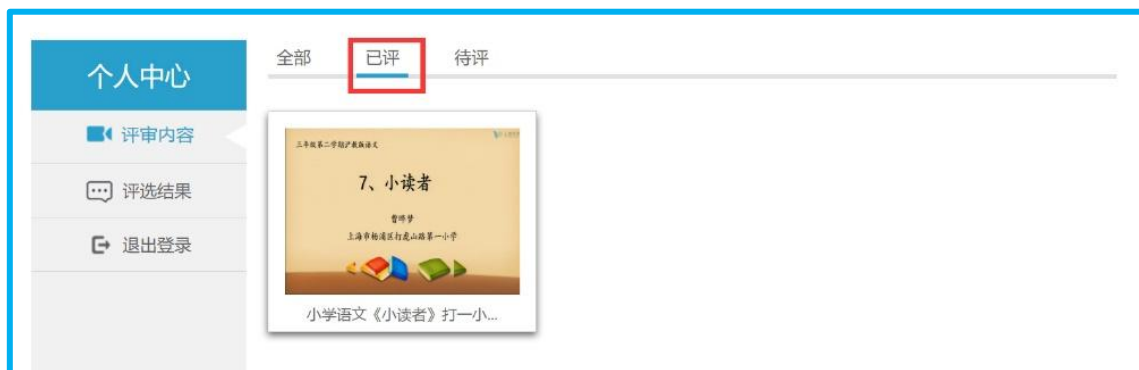 个人中心
评审内容
评选结果
退出登录
全部 已评 待评
三年级第二学期沪教版语文
7、小读者
上海市杨浦区打虎山路第一小学
小学语文《小读者》打一小...